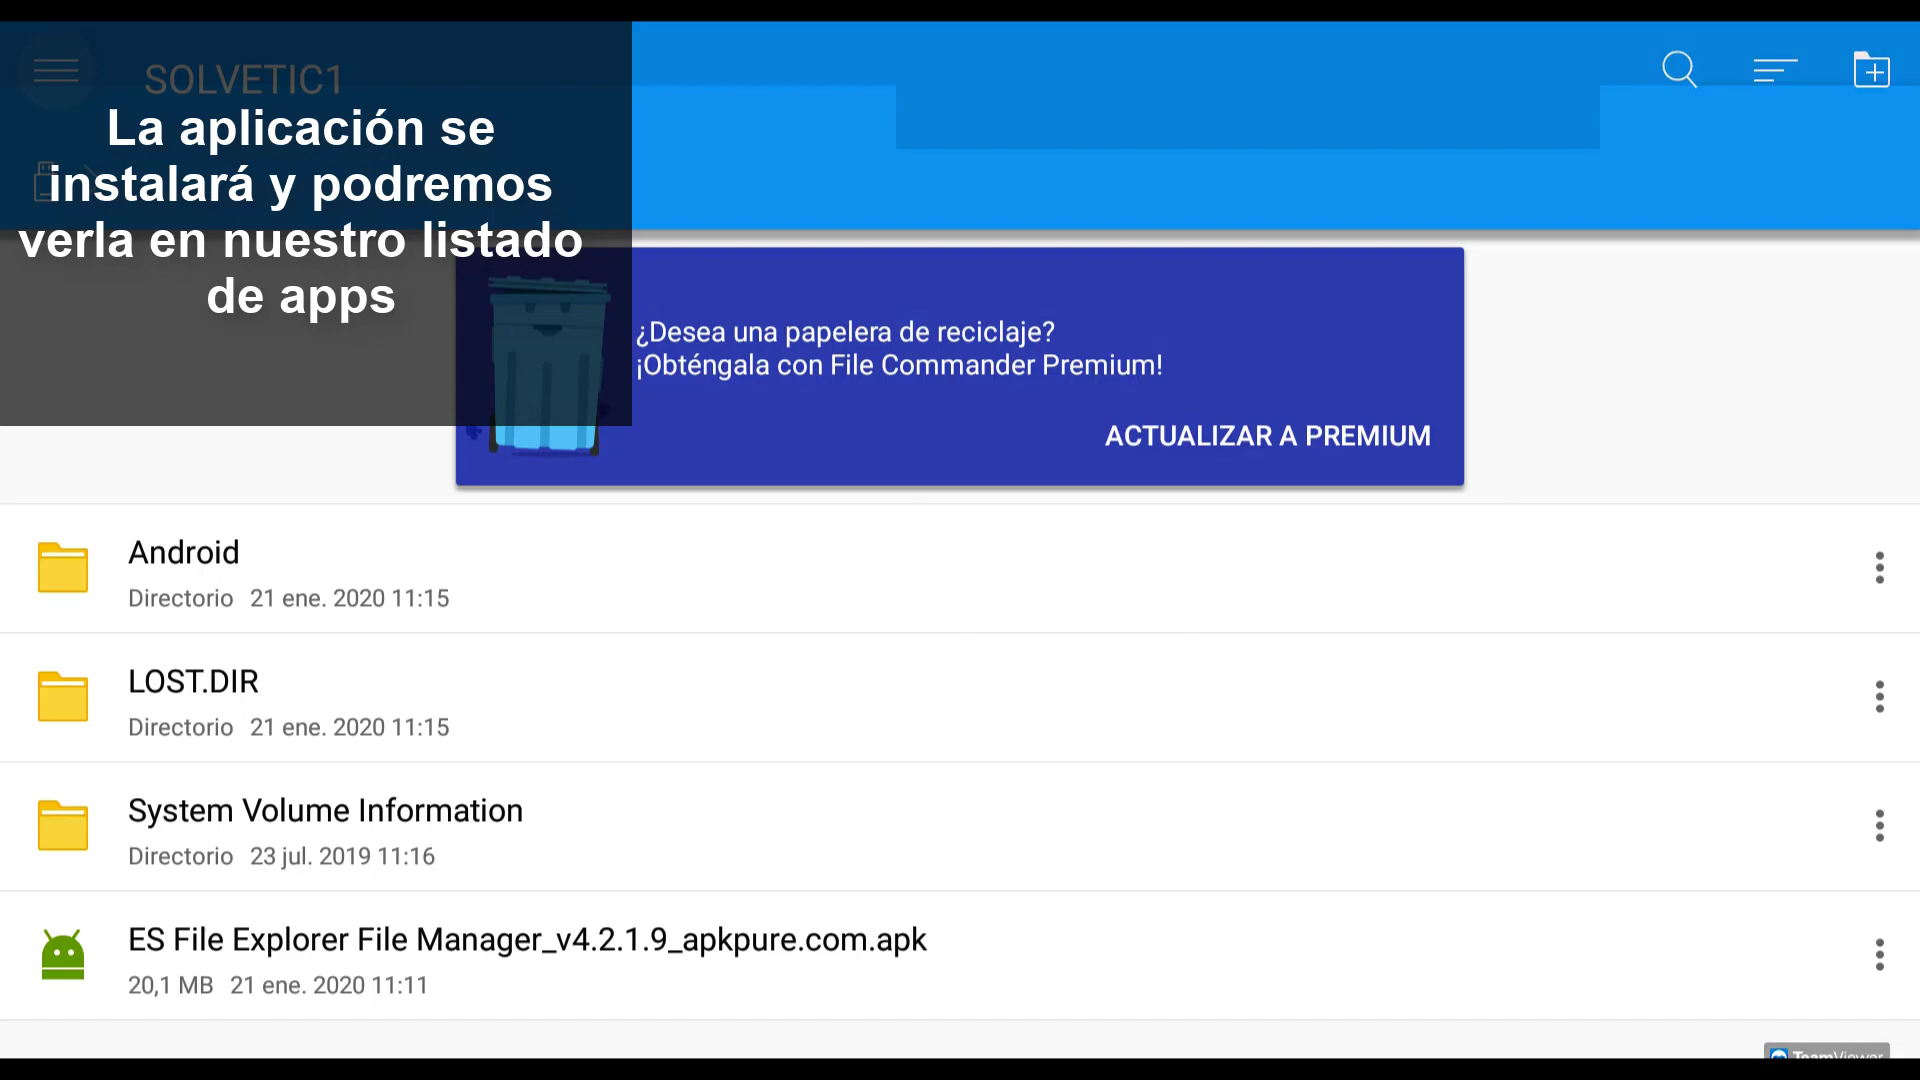 SOLVETIC1
La aplicación se
instalará y podremos
verla en nuestro listado
de apps
¿Desea una papelera de reciclaje?
¡Obténgala con File Commander Premium!
ACTUALIZAR A PREMIUM
Android
Directorio 21 ene. 2020 11:15
LOST.DIR
Directorio 21 ene. 2020 11:15
System Volume Information
Directorio 23 jul. 2019 11:16
ES File Explorer File Manager_v4.2.1.9_apkpure.com.apk
20,1 MB 21 ene. 2020 11:11
TeamViewer